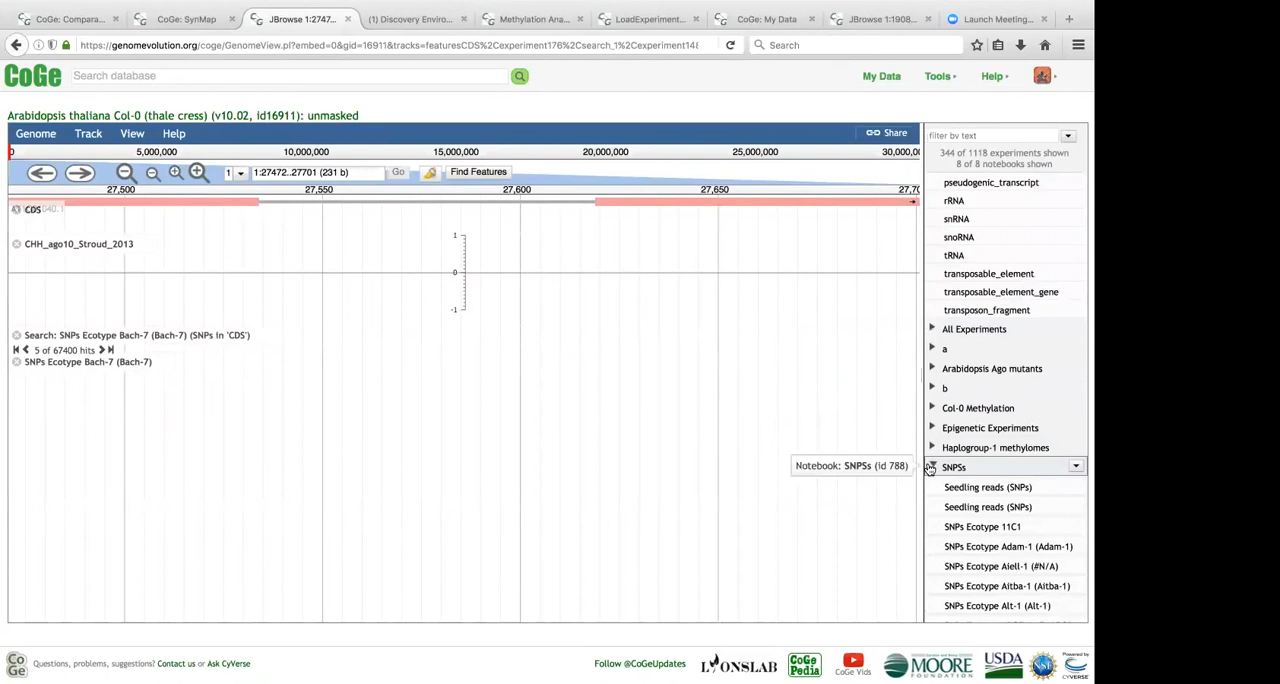 CoGe: Compara... × CoGe: SynMap × JBrowse 1:2747... × (1) Discovery Enviro... × Methylation Ana... × LoadExperiment... × CoGe: My Data × JBrowse 1:1908... × Launch Meeting... × +
https://genomevolution.org/coge/GenomeView.pl?embed=0&gid=16911&tracks=featuresCDS%2Cexperiment176%2Csearch_1%2Cexperiment148 Search
CoGe Search database My Data Tools Help
Arabidopsis thaliana Col-0 (thale cress) (v10.02, id16911): unmasked
Genome Track View Help Share
0 5,000,000 10,000,000 15,000,000 20,000,000 25,000,000 30,000,0
1 1:27472..27701 (231 b) Go Find Features
27,500 27,550 27,600 27,650 27,70
CDS
CHH_ago10_Stroud_2013
1
0
-1
Search: SNPs Ecotype Bach-7 (Bach-7) (SNPs in 'CDS')
5 of 67400 hits
SNPs Ecotype Bach-7 (Bach-7)
filter by text
344 of 1118 experiments shown
8 of 8 notebooks shown
pseudogenic_transcript
rRNA
snRNA
snoRNA
tRNA
transposable_element
transposable_element_gene
transposon_fragment
All Experiments
a
Arabidopsis Ago mutants
b
Col-0 Methylation
Epigenetic Experiments
Haplogroup-1 methylomes
Notebook: SNPSs (id 788)
SNPSs
Seedling reads (SNPs)
Seedling reads (SNPs)
SNPs Ecotype 11C1
SNPs Ecotype Adam-1 (Adam-1)
SNPs Ecotype Aiell-1 (#N/A)
SNPs Ecotype Aitba-1 (Aitba-1)
SNPs Ecotype Alt-1 (Alt-1)
CoGe Questions, problems, suggestions? Contact us or Ask CyVerse Follow @CoGeUpdates LYONSLAB CoGe Pedia CoGe Vids MOORE FOUNDATION USDA NSF Powered by CYVERSE